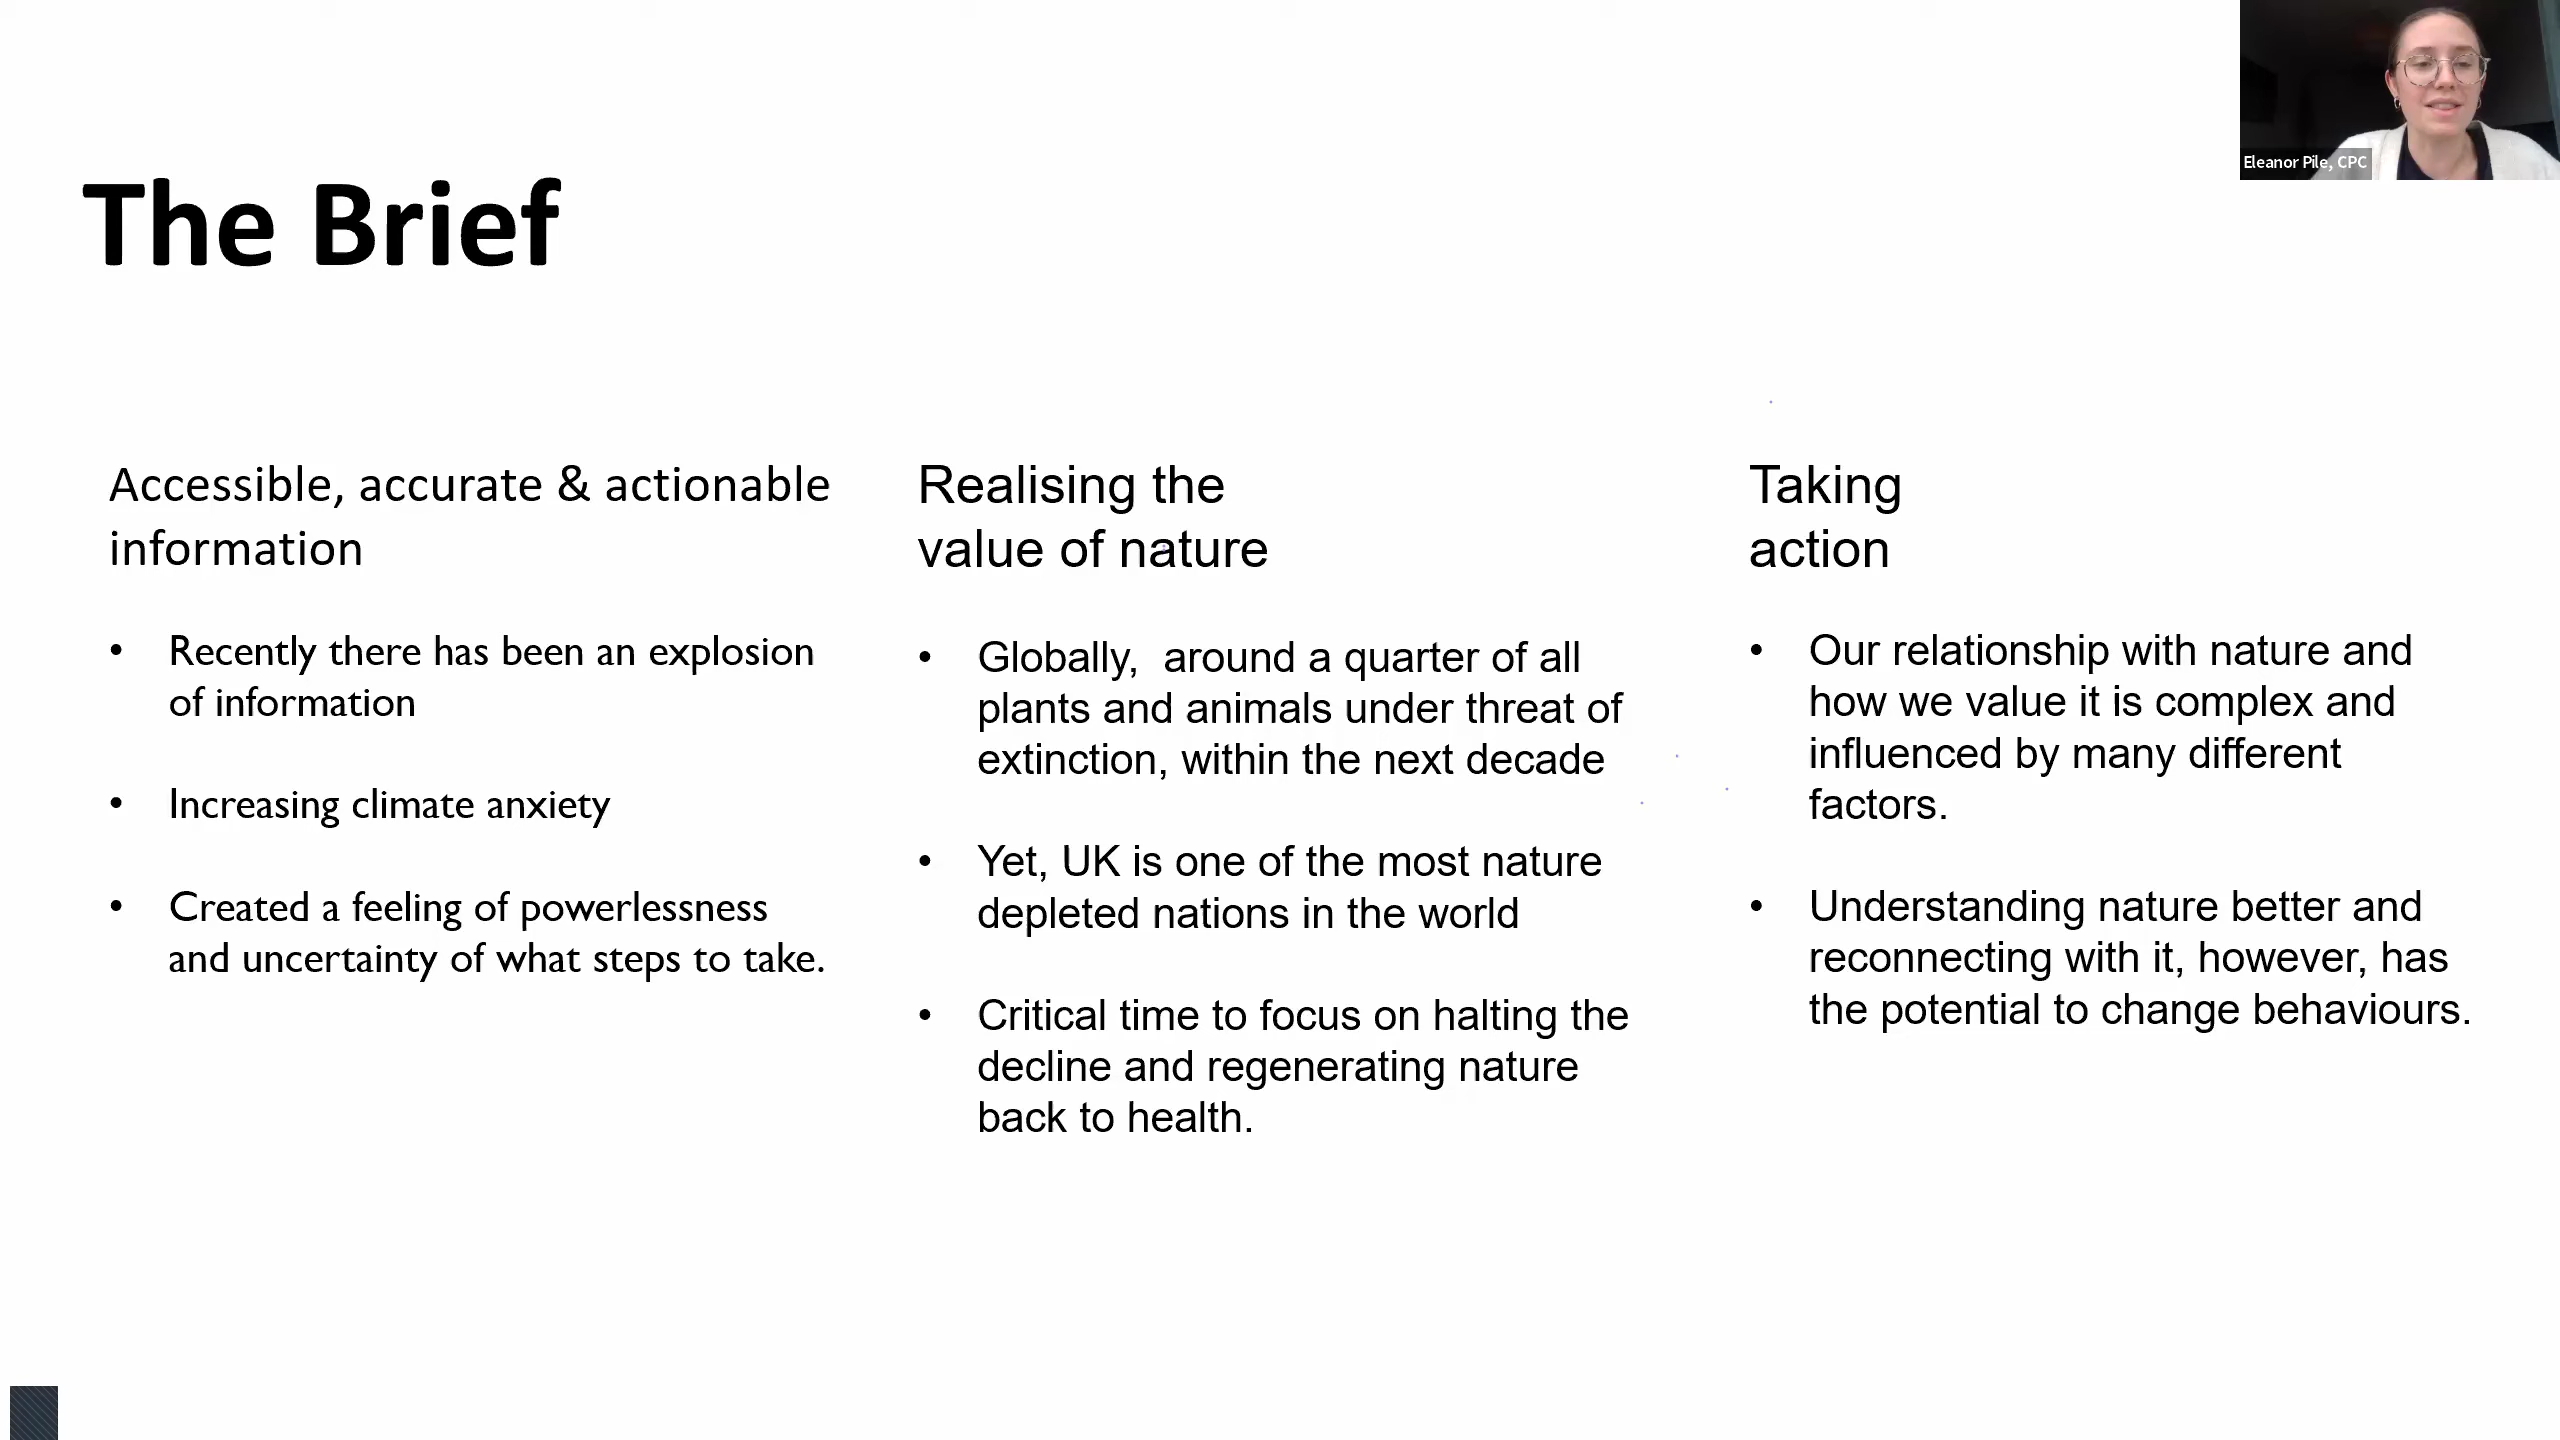 Eleanor Pile, CPC
The Brief
Accessible, accurate & actionable
information
• Recently there has been an explosion
of information
• Increasing climate anxiety
• Created a feeling of powerlessness
and uncertainty of what steps to take.
Realising the
value of nature
• Globally,  around a quarter of all
plants and animals under threat of
extinction, within the next decade
• Yet, UK is one of the most nature
depleted nations in the world
• Critical time to focus on halting the
decline and regenerating nature
back to health.
Taking
action
• Our relationship with nature and
how we value it is complex and
influenced by many different
factors.
• Understanding nature better and
reconnecting with it, however, has
the potential to change behaviours.